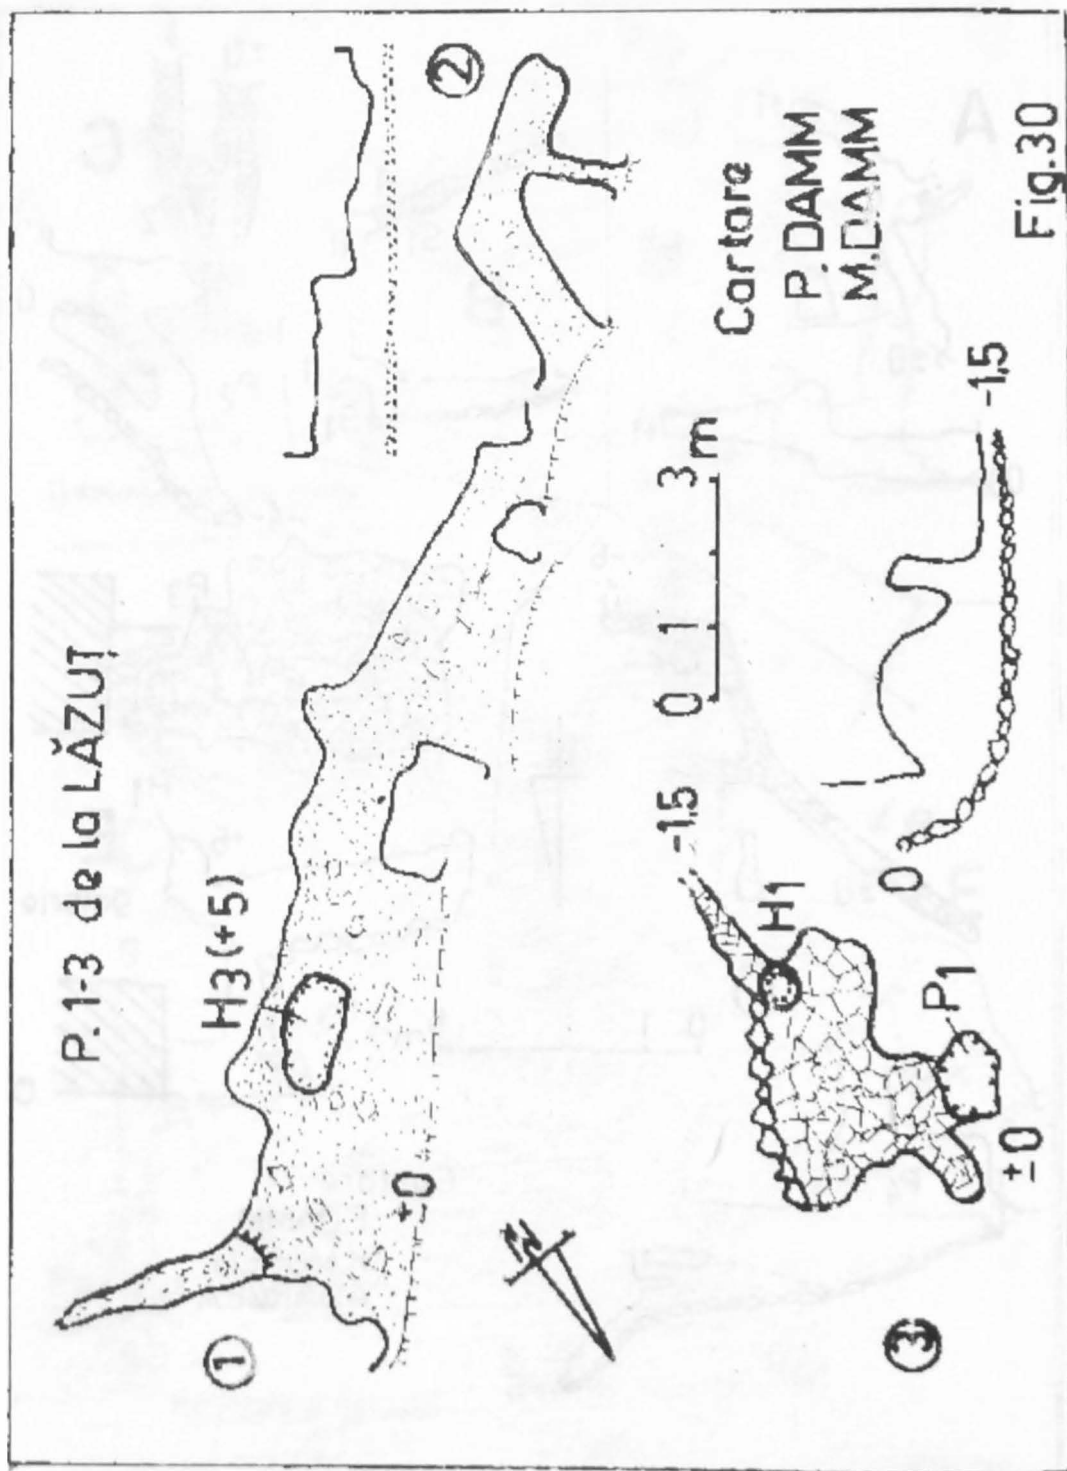 P. 1-3 de la LĂZUȚ
①
H3 (+5)
±0
②
0 1 3 m
Cartare
P. DAMM
M. DAMM
③
±0
P1
H1
-1,5
0
-1,5
Fig. 30